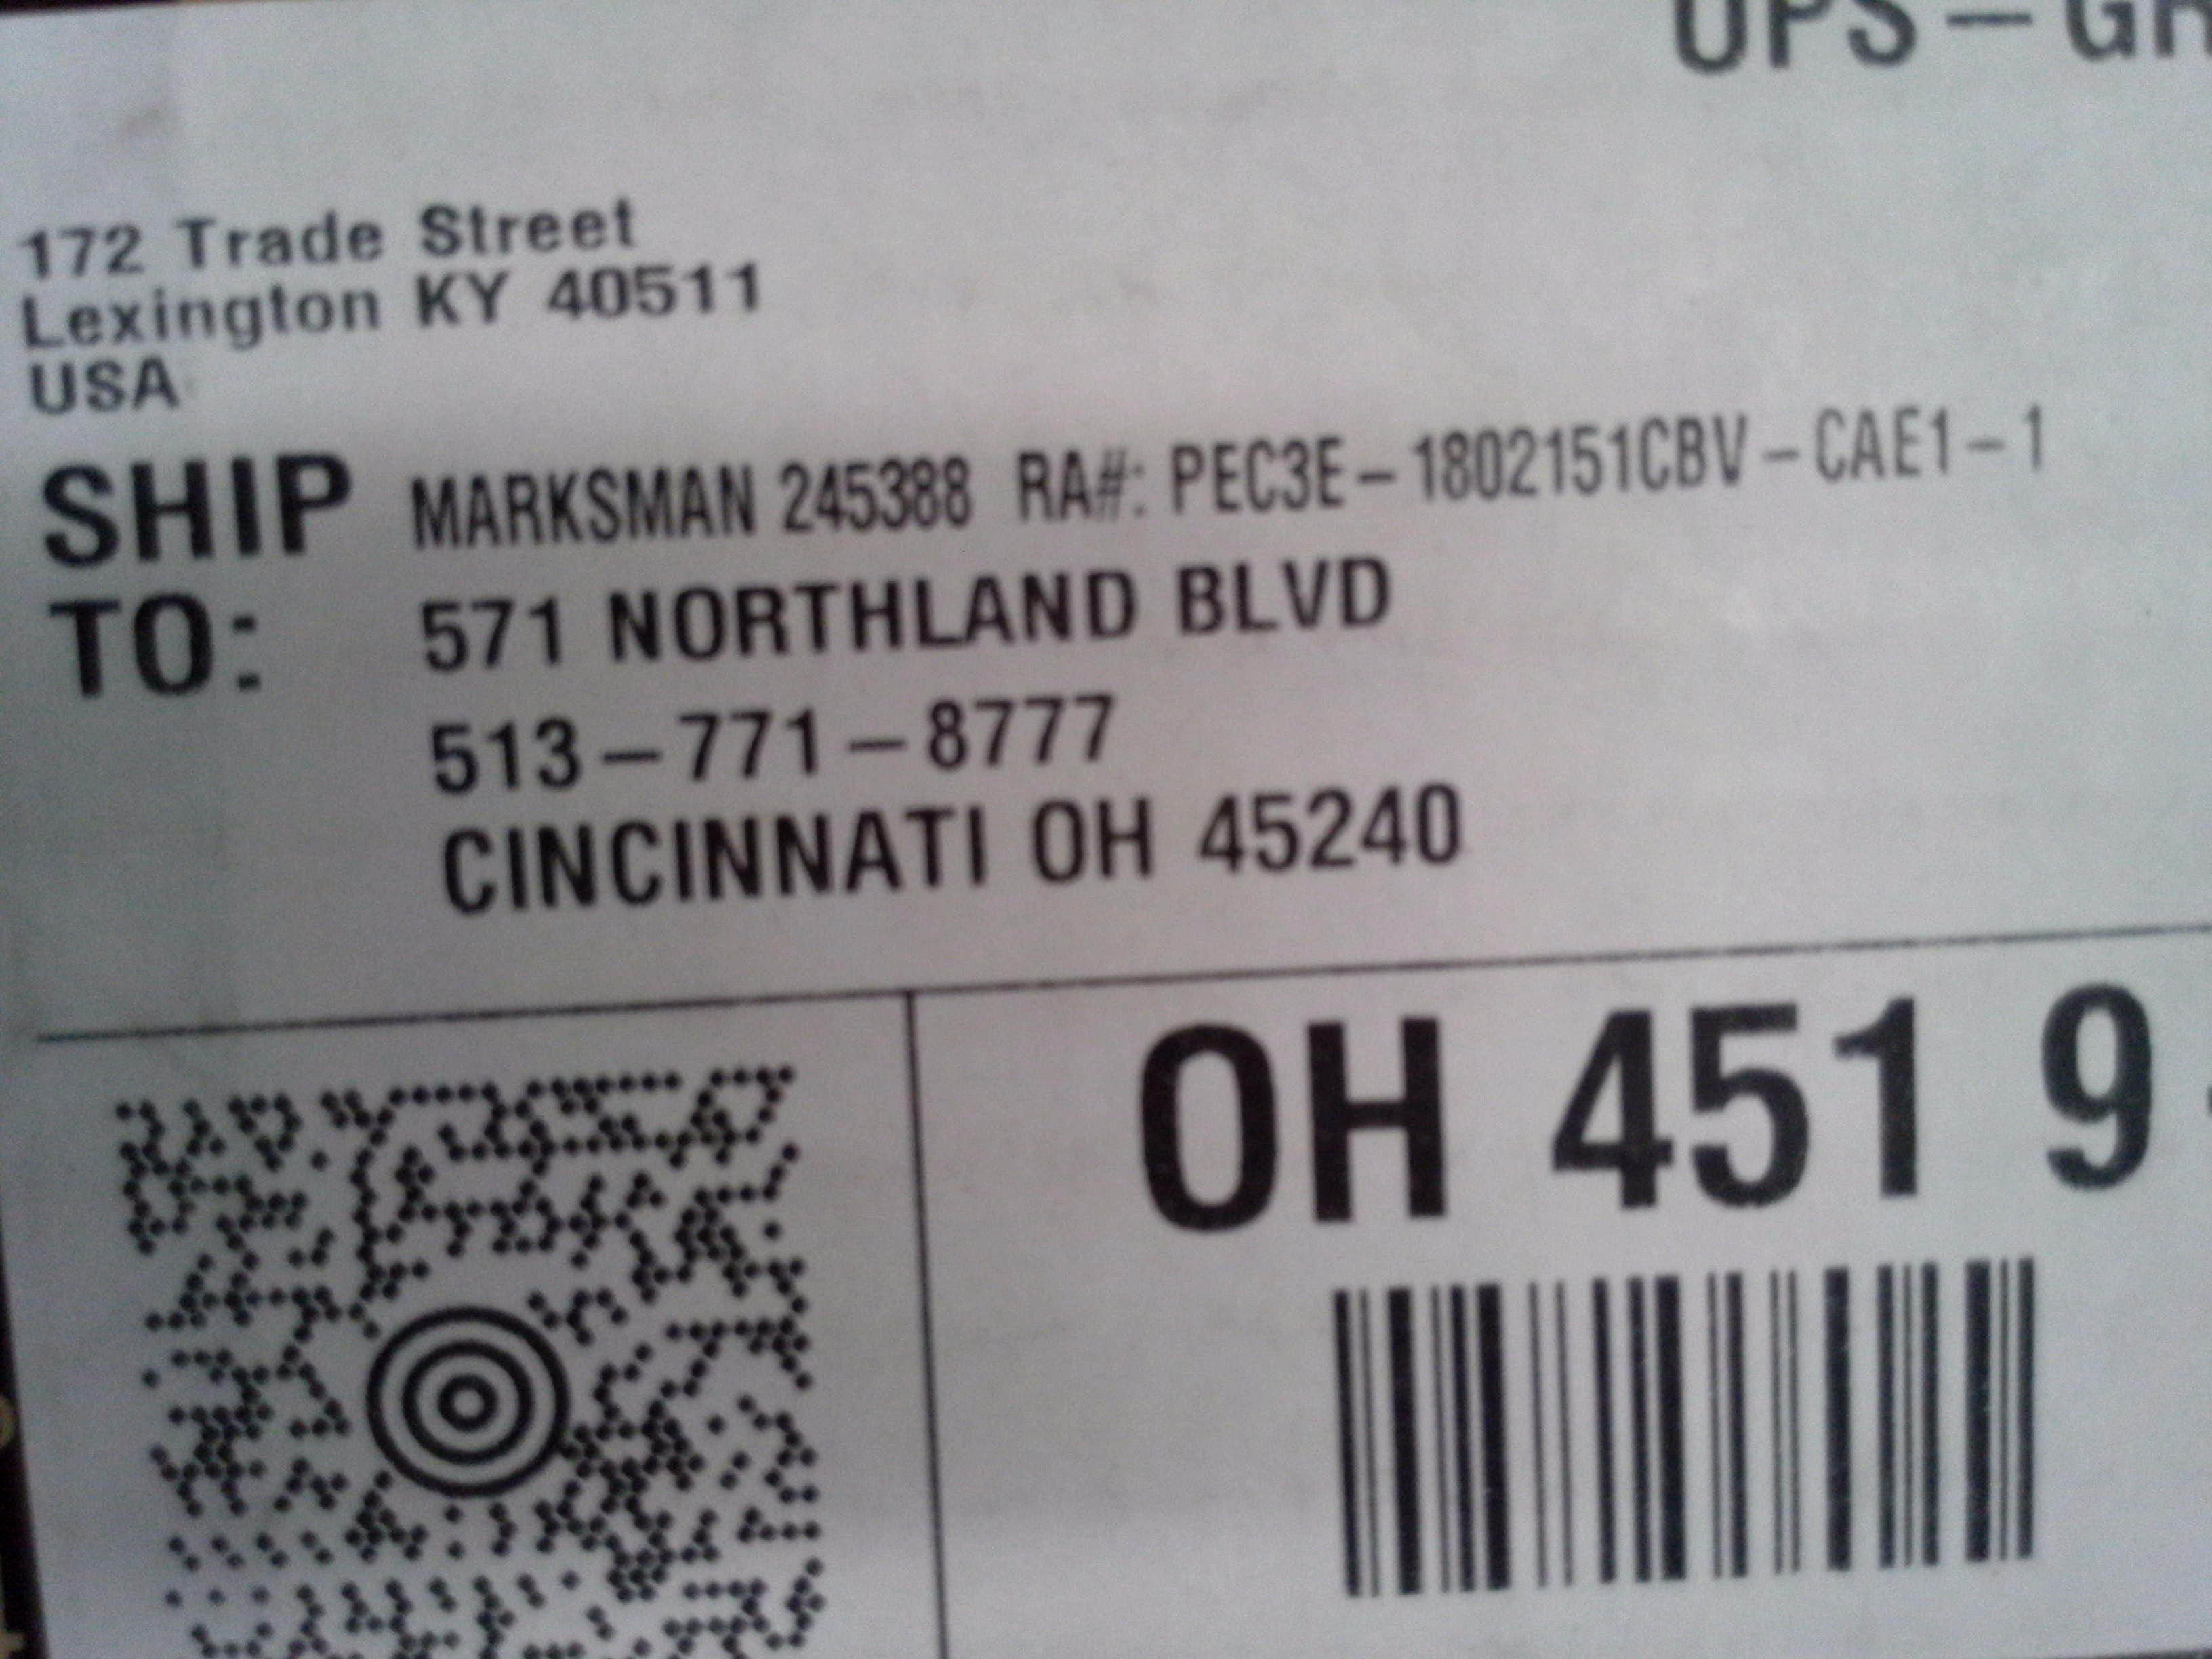 UPS-GR
172 Trade Street
Lexington KY 40511
USA
SHIP TO:
MARKSMAN 245388 RA#: PEC3E-1802151CBV-CAE1-1
571 NORTHLAND BLVD
513-771-8777
CINCINNATI OH 45240
OH 451 9